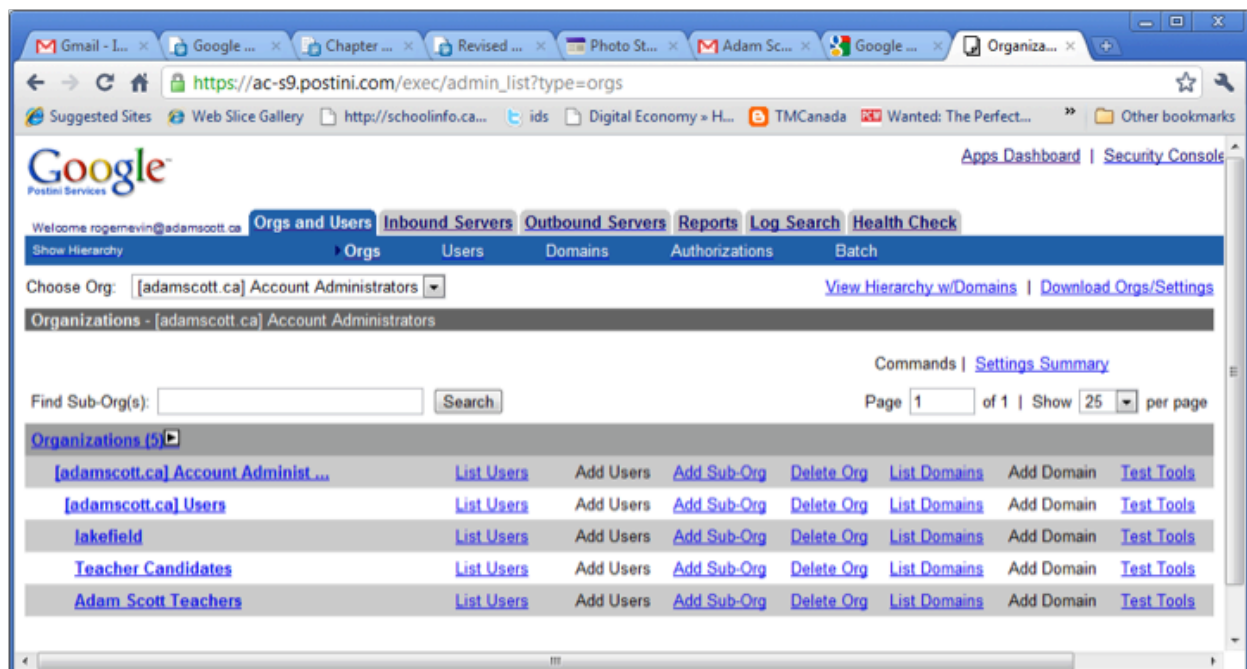 Gmail - I... Google ... Chapter ... Revised ... Photo St... Adam Sc... Google ... Organiza...
https://ac-s9.postini.com/exec/admin_list?type=orgs
Suggested Sites Web Slice Gallery http://schoolinfo.ca... ids Digital Economy » H... TMCanada Wanted: The Perfect... » Other bookmarks
Google Apps Dashboard | Security Console
Postini Services
Welcome rogernevin@adamscott.ca Orgs and Users Inbound Servers Outbound Servers Reports Log Search Health Check
Show Hierarchy Orgs Users Domains Authorizations Batch
Choose Org: [adamscott.ca] Account Administrators View Hierarchy w/Domains | Download Orgs/Settings
Organizations - [adamscott.ca] Account Administrators
Commands | Settings Summary
Find Sub-Org(s): Search Page 1 of 1 | Show 25 per page
Organizations (5)
[adamscott.ca] Account Administ ... List Users Add Users Add Sub-Org Delete Org List Domains Add Domain Test Tools
[adamscott.ca] Users List Users Add Users Add Sub-Org Delete Org List Domains Add Domain Test Tools
lakefield List Users Add Users Add Sub-Org Delete Org List Domains Add Domain Test Tools
Teacher Candidates List Users Add Users Add Sub-Org Delete Org List Domains Add Domain Test Tools
Adam Scott Teachers List Users Add Users Add Sub-Org Delete Org List Domains Add Domain Test Tools